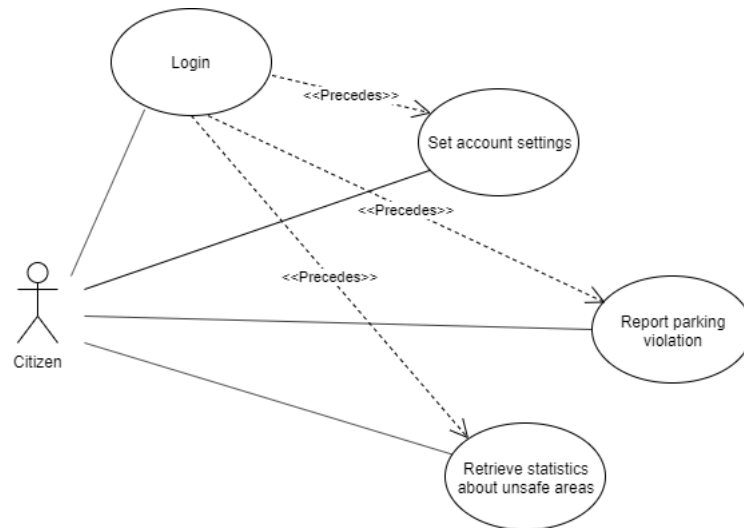 Login
<<Precedes>>
Set account settings
<<Precedes>>
<<Precedes>>
Report parking
violation
Citizen
Retrieve statistics
about unsafe areas